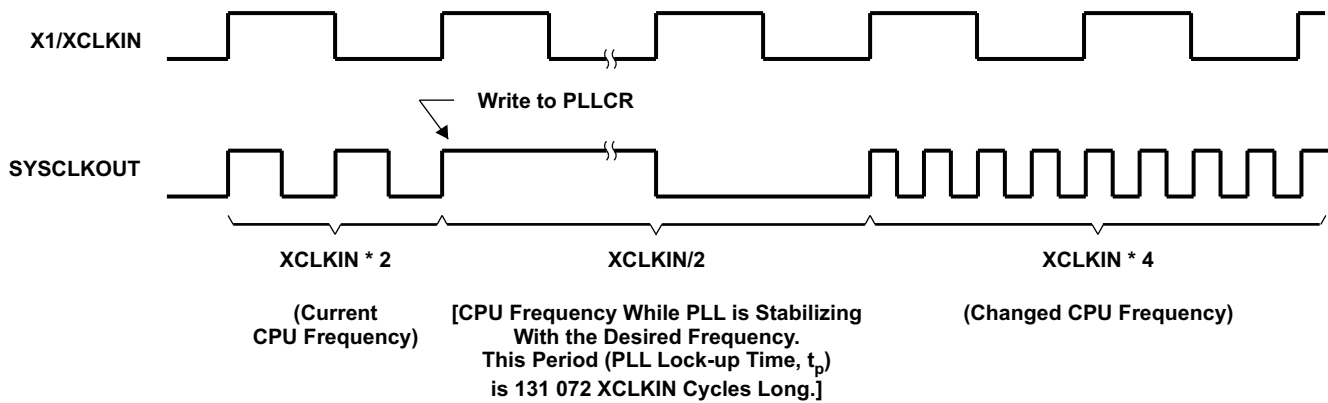 X1/XCLKIN
Write to PLLCR
SYSCLKOUT
XCLKIN * 2
XCLKIN/2
XCLKIN * 4
(Current
CPU Frequency)
[CPU Frequency While PLL is Stabilizing
With the Desired Frequency.
This Period (PLL Lock-up Time, tp)
is 131 072 XCLKIN Cycles Long.]
(Changed CPU Frequency)